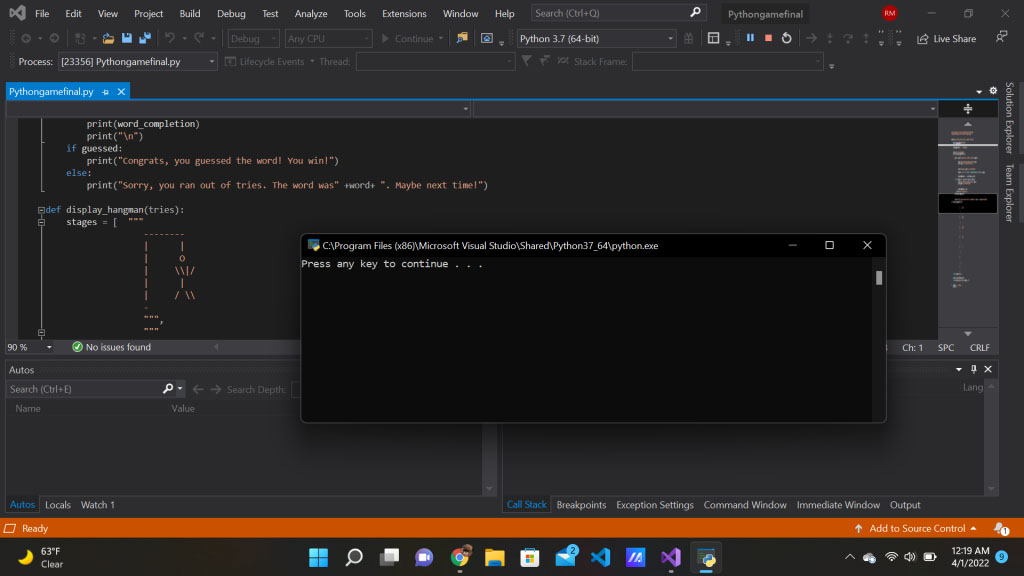 File Edit View Project Build Debug Test Analyze Tools Extensions Window Help Search (Ctrl+Q) Pythongamefinal RM
Debug Any CPU Continue Python 3.7 (64-bit) Live Share
Process: [23356] Pythongamefinal.py Lifecycle Events Thread: Stack Frame:
Pythongamefinal.py
Solution Explorer
Team Explorer
print(word_completion)
print("\n")
if guessed:
print("Congrats, you guessed the word! You win!")
else:
print("Sorry, you ran out of tries. The word was" +word+ ". Maybe next time!")
def display_hangman(tries):
stages = [ """
--------
|      |
|      O
|     \\|/
|      |
|     / \\
-
""",
"""
C:\Program Files (x86)\Microsoft Visual Studio\Shared\Python37_64\python.exe
Press any key to continue . . .
90 % No issues found Ch: 1 SPC CRLF
Autos
Search (Ctrl+E) Search Depth: Lang
Name Value
Autos Locals Watch 1 Call Stack Breakpoints Exception Settings Command Window Immediate Window Output
Ready Add to Source Control 1
63°F
Clear
2
12:19 AM
4/1/2022
9